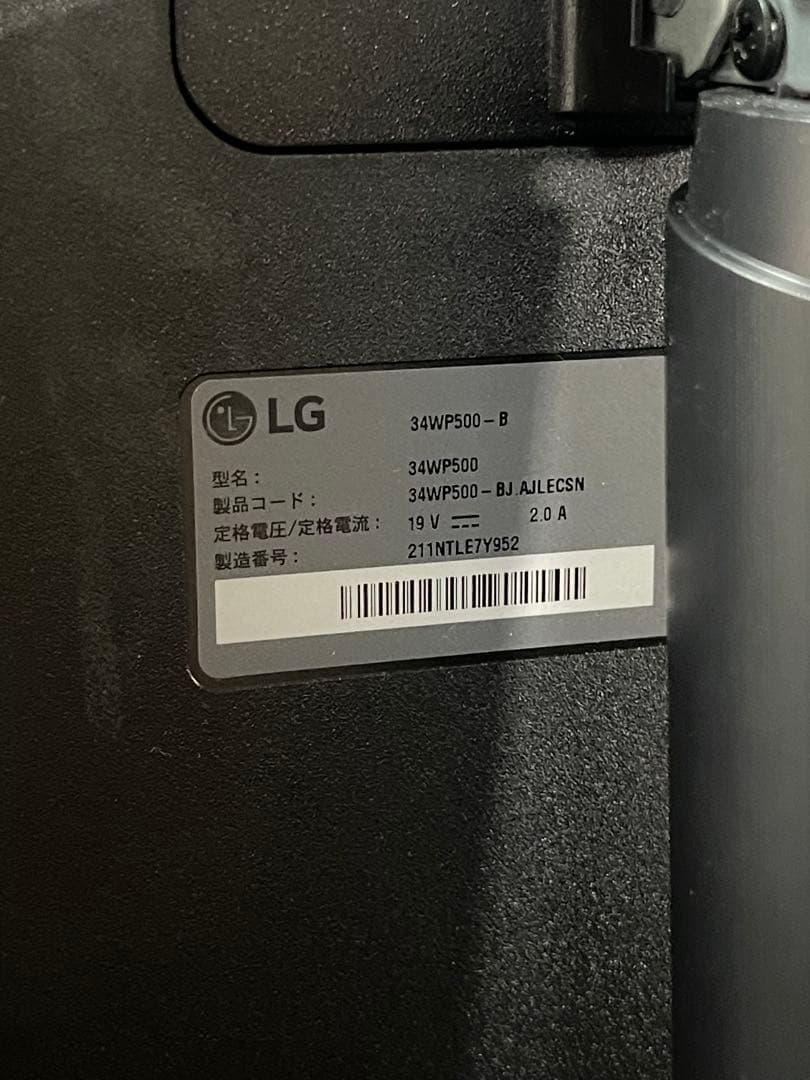 LG 34WP500-B
型名： 34WP500
製品コード： 34WP500-BJ.AJLECSN
定格電圧/定格電流： 19 V ⎓ 2.0 A
製造番号： 211NTLE7Y952